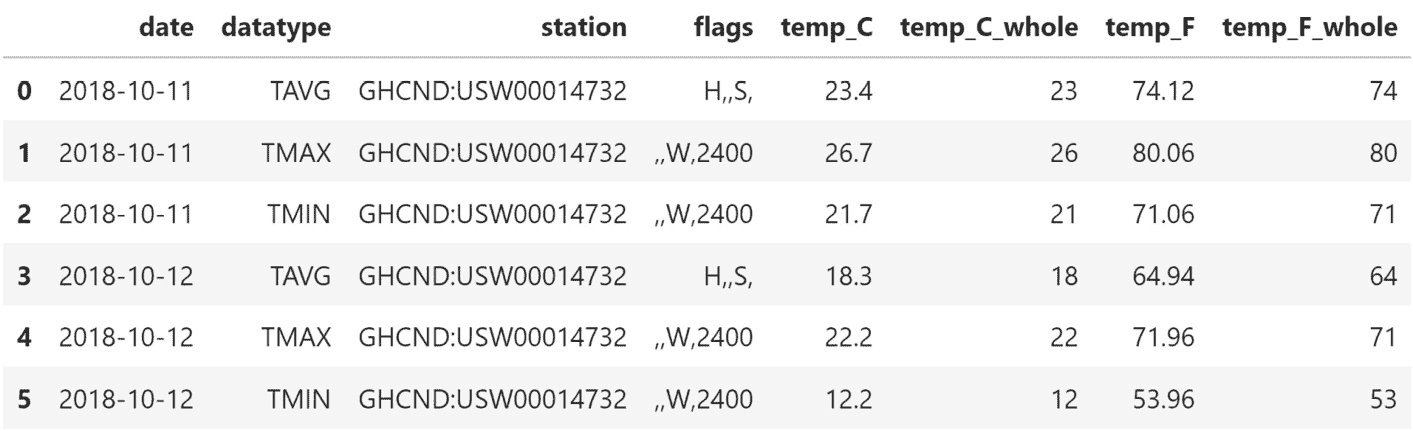 date datatype station flags temp_C temp_C_whole temp_F temp_F_whole
0 2018-10-11 TAVG GHCND:USW00014732 H,,S, 23.4 23 74.12 74
1 2018-10-11 TMAX GHCND:USW00014732 ,,W,2400 26.7 26 80.06 80
2 2018-10-11 TMIN GHCND:USW00014732 ,,W,2400 21.7 21 71.06 71
3 2018-10-12 TAVG GHCND:USW00014732 H,,S, 18.3 18 64.94 64
4 2018-10-12 TMAX GHCND:USW00014732 ,,W,2400 22.2 22 71.96 71
5 2018-10-12 TMIN GHCND:USW00014732 ,,W,2400 12.2 12 53.96 53